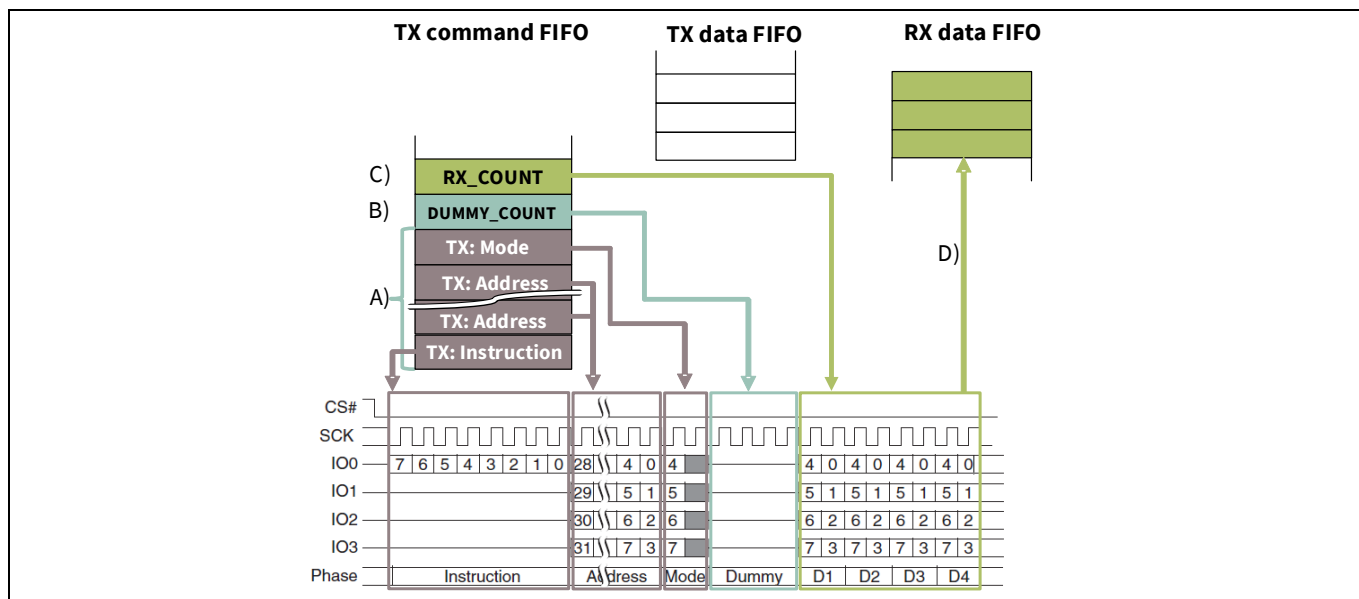 TX command FIFO TX data FIFO RX data FIFO
C) RX_COUNT
B) DUMMY_COUNT
TX: Mode
D)
A) TX: Address
TX: Address
TX: Instruction
CS#
SCK
IO0 7 6 5 4 3 2 1 0 28 4 0 4 4 0 4 0 4 0 4 0
IO1 29 5 1 5 5 1 5 1 5 1 5 1
IO2 30 6 2 6 6 2 6 2 6 2 6 2
IO3 31 7 3 7 7 3 7 3 7 3 7 3
Phase Instruction Address Mode Dummy D1 D2 D3 D4